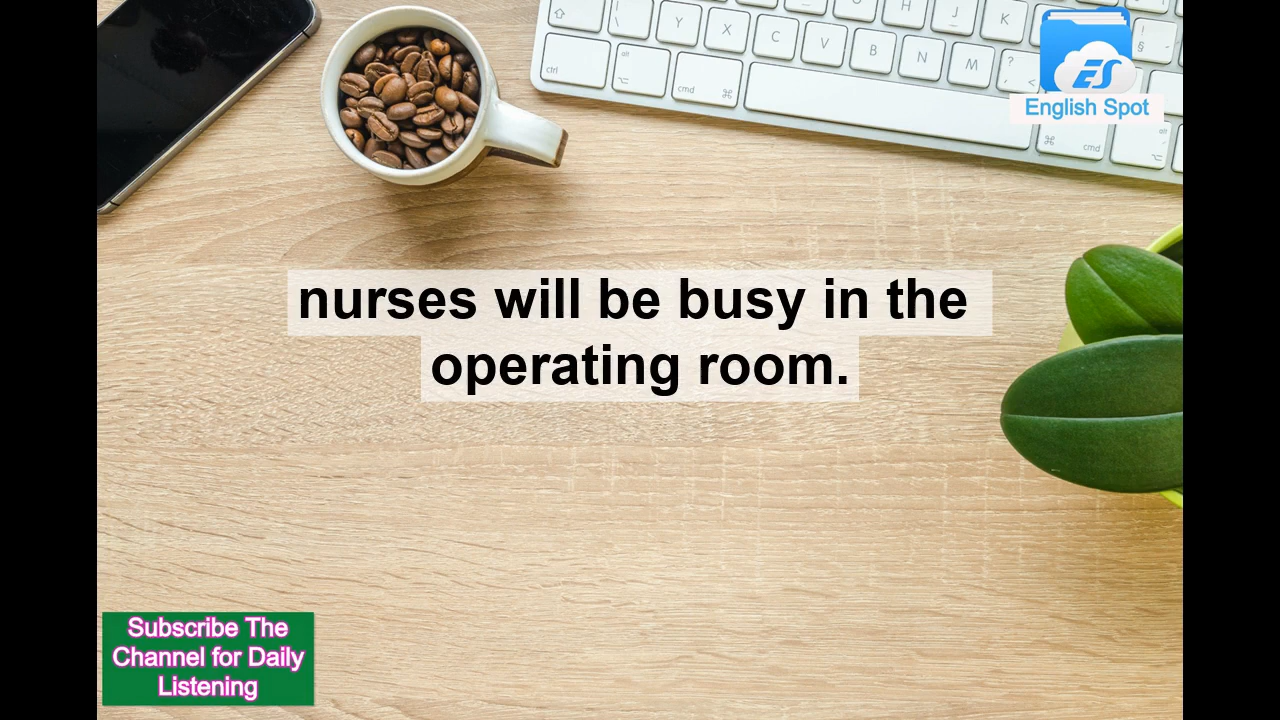 English Spot
nurses will be busy in the
operating room.
Subscribe The
Channel for Daily
Listening